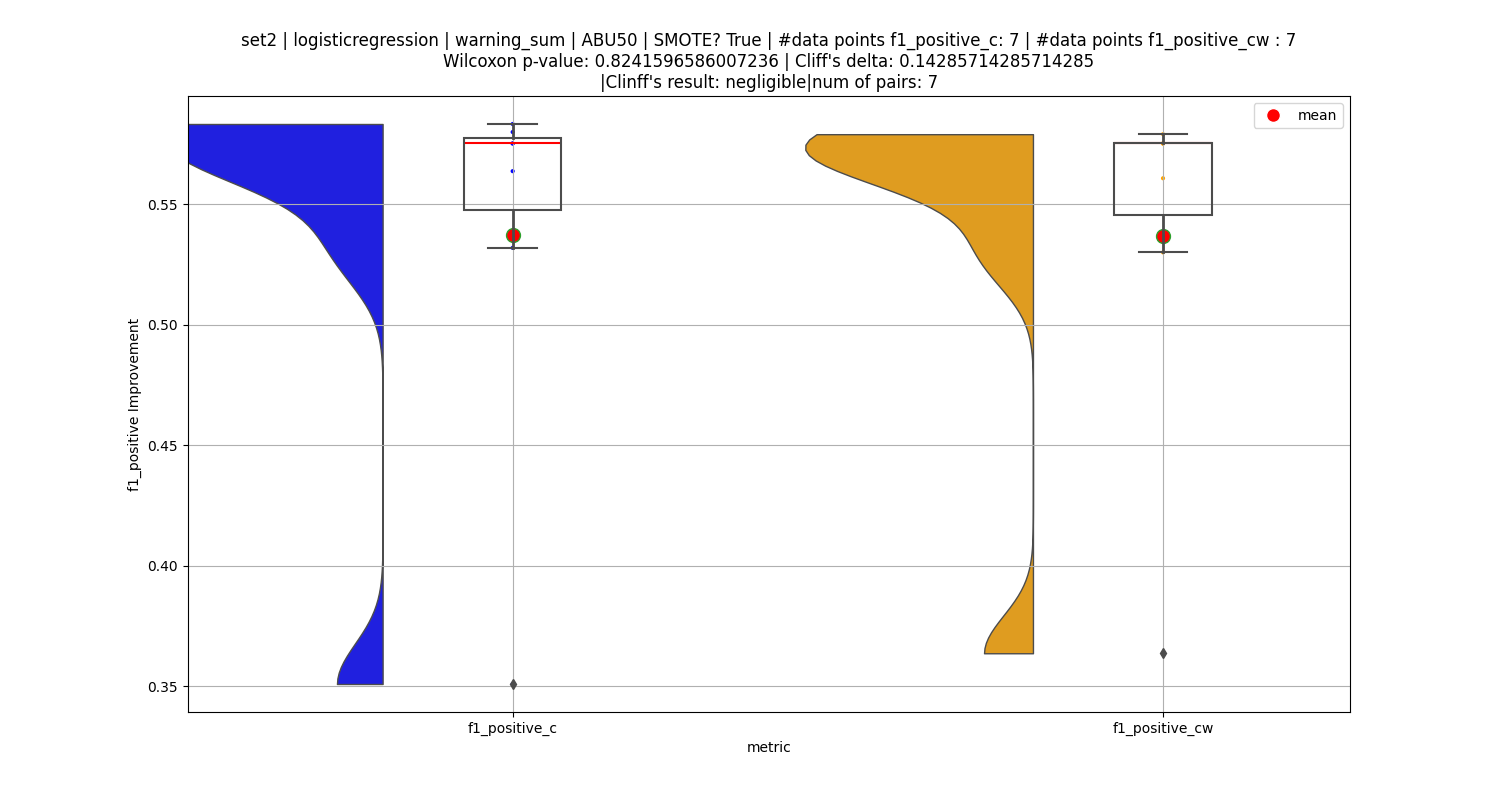 set2 | logisticregression | warning_sum | ABU50 | SMOTE? True | #data points f1_positive_c: 7 | #data points f1_positive_cw : 7
Wilcoxon p-value: 0.8241596586007236 | Cliff's delta: 0.14285714285714285
|Clinff's result: negligible|num of pairs: 7
mean
f1_positive Improvement
0.55
0.50
0.45
0.40
0.35
f1_positive_c
f1_positive_cw
metric